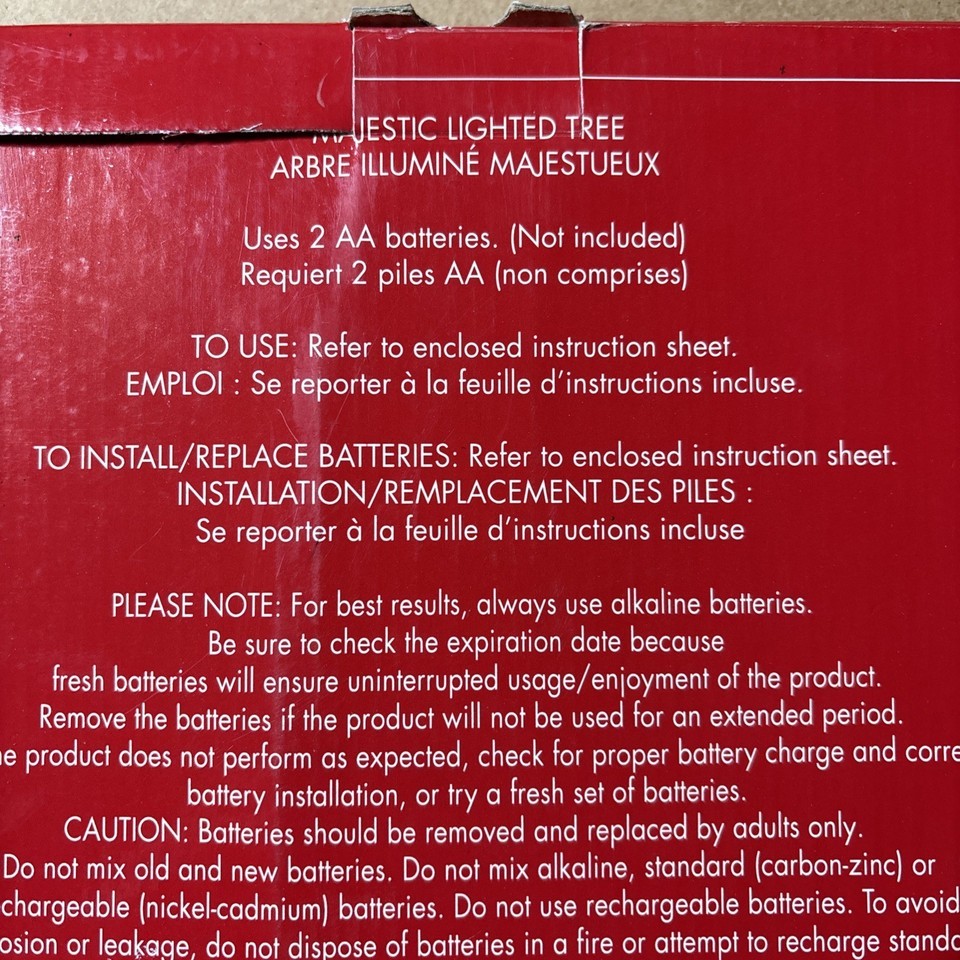 MAJESTIC LIGHTED TREE
ARBRE ILLUMINÉ MAJESTUEUX
Uses 2 AA batteries. (Not included)
Requiert 2 piles AA (non comprises)
TO USE: Refer to enclosed instruction sheet.
EMPLOI : Se reporter à la feuille d'instructions incluse.
TO INSTALL/REPLACE BATTERIES: Refer to enclosed instruction sheet.
INSTALLATION/REMPLACEMENT DES PILES :
Se reporter à la feuille d'instructions incluse
PLEASE NOTE: For best results, always use alkaline batteries.
Be sure to check the expiration date because
fresh batteries will ensure uninterrupted usage/enjoyment of the product.
Remove the batteries if the product will not be used for an extended period.
product does not perform as expected, check for proper battery charge and
battery installation, or try a fresh set of batteries.
CAUTION: Batteries should be removed and replaced by adults only.
Do not mix old and new batteries. Do not mix alkaline, standard (carbon-zinc) or
(nickel-cadmium) batteries. Do not use rechargeable batteries. To avoid
or leakage, do not dispose of batteries in a fire or attempt to recharge